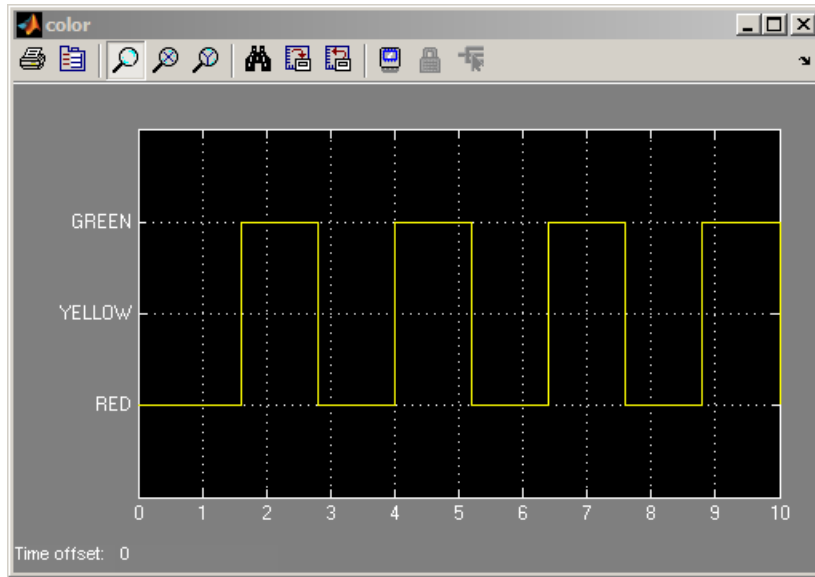 color
GREEN
YELLOW
RED
0 1 2 3 4 5 6 7 8 9 10
Time offset: 0